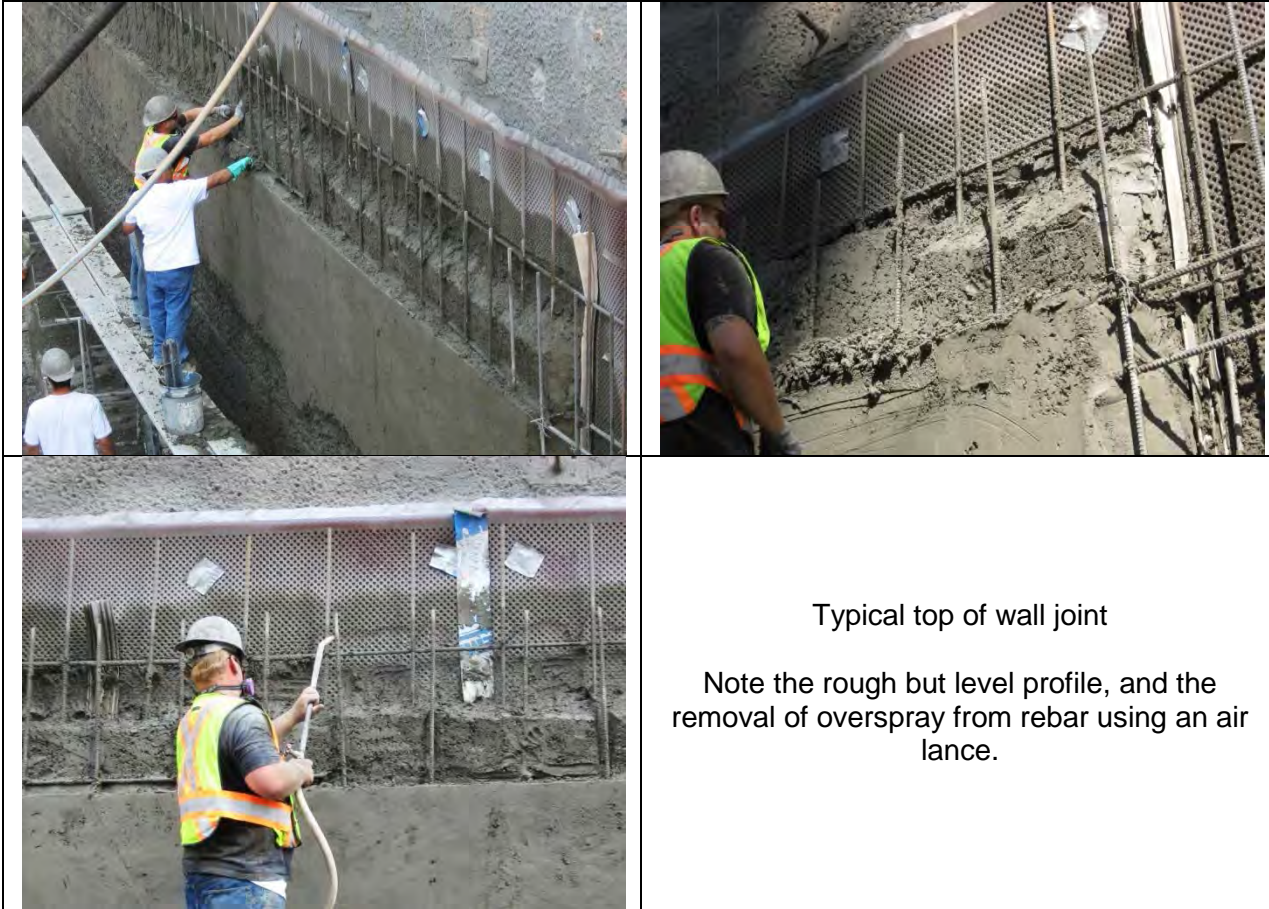 Typical top of wall joint
Note the rough but level profile, and the
removal of overspray from rebar using an air
lance.